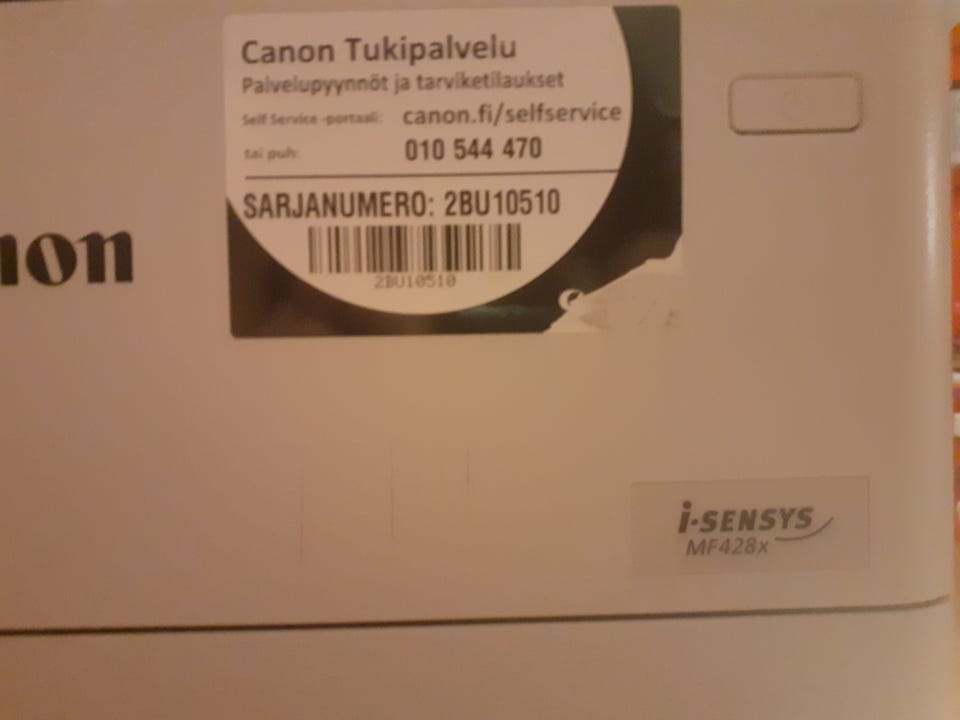 Canon Tukipalvelu
Palvelupyynnöt ja tarviketilaukset
Self Service -portaali: canon.fi/selfservice
tai puh: 010 544 470
SARJANUMERO: 2BU10510
2BU10510
non
i-SENSYS
MF428x